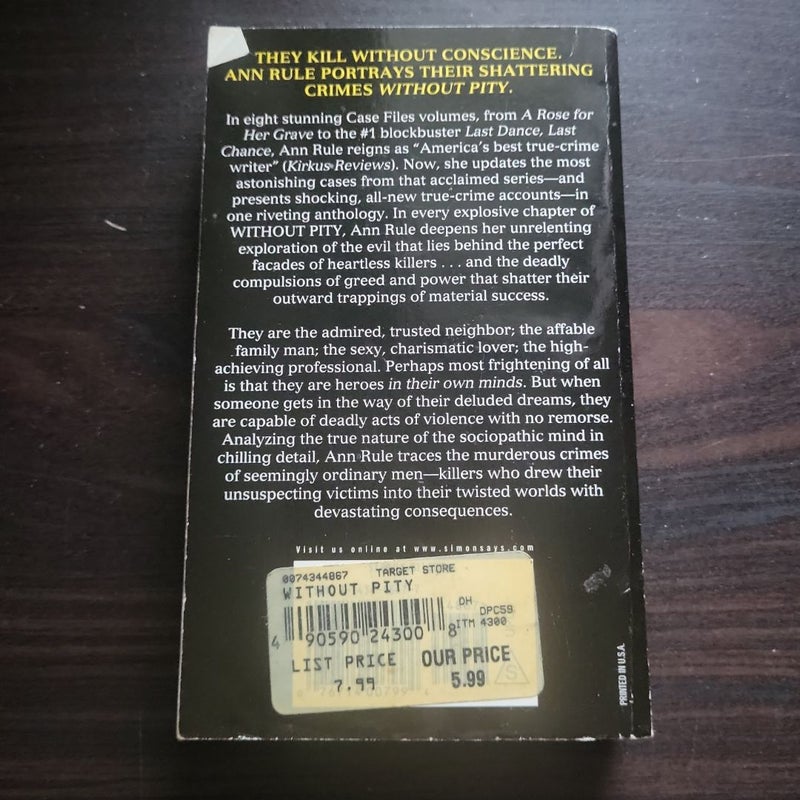 THEY KILL WITHOUT CONSCIENCE.
ANN RULE PORTRAYS THEIR SHATTERING
CRIMES WITHOUT PITY.
In eight stunning Case Files volumes, from A Rose for
Her Grave to the #1 blockbuster Last Dance, Last
Chance, Ann Rule reigns as “America’s best true-crime
writer” (Kirkus Reviews). Now, she updates the most
astonishing cases from that acclaimed series—and
presents shocking, all-new true-crime accounts—in
one riveting anthology. In every explosive chapter of
WITHOUT PITY, Ann Rule deepens her unrelenting
exploration of the evil that lies behind the perfect
facades of heartless killers . . . and the deadly
compulsions of greed and power that shatter their
outward trappings of material success.
They are the admired, trusted neighbor; the affable
family man; the sexy, charismatic lover; the high-
achieving professional. Perhaps most frightening of all
is that they are heroes in their own minds. But when
someone gets in the way of their deluded dreams, they
are capable of deadly acts of violence with no remorse.
Analyzing the true nature of the sociopathic mind in
chilling detail, Ann Rule traces the murderous crimes
of seemingly ordinary men—killers who drew their
unsuspecting victims into their twisted worlds with
devastating consequences.
Visit us online at www.simonsays.com
0074344867 TARGET STORE
WITHOUT PITY
DH DPC59
ITM 4300
4 90590 24300 8
LIST PRICE OUR PRICE
7.99 5.99
S
PRINTED IN U.S.A.